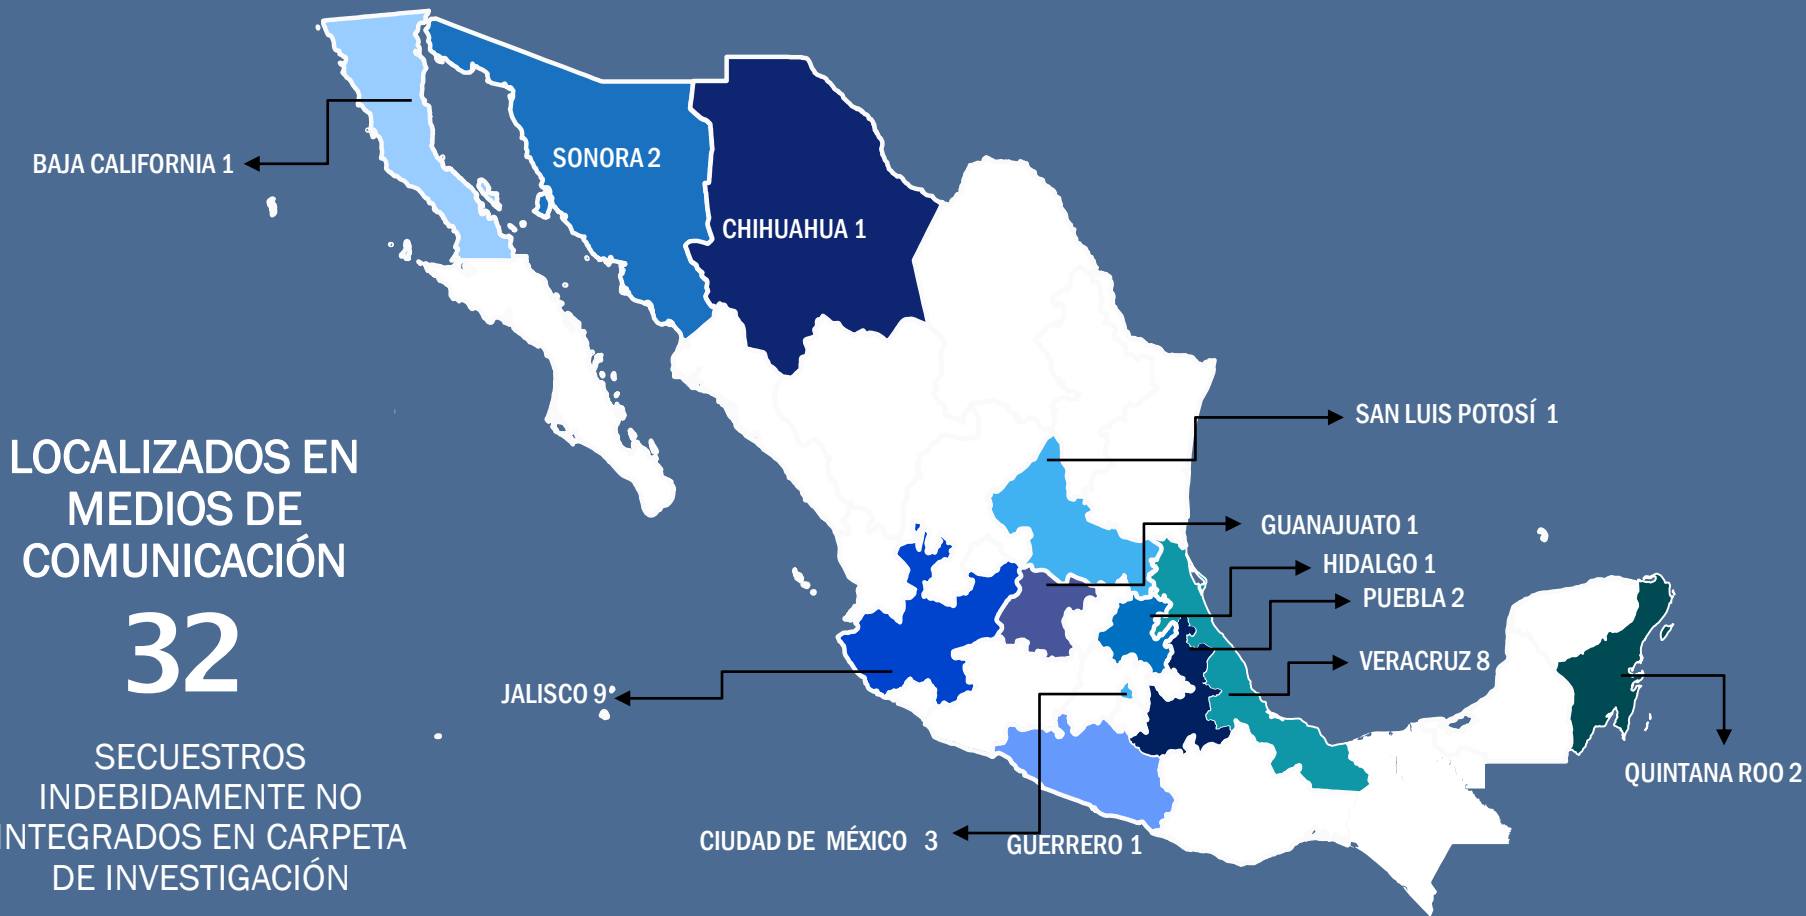 BAJA CALIFORNIA 1
SONORA 2
CHIHUAHUA 1
SAN LUIS POTOSÍ 1
LOCALIZADOS EN
MEDIOS DE
COMUNICACIÓN
32
SECUESTROS
INDEBIDAMENTE NO
INTEGRADOS EN CARPETA
DE INVESTIGACIÓN
GUANAJUATO 1
HIDALGO 1
PUEBLA 2
VERACRUZ 8
JALISCO 9
QUINTANA ROO 2
CIUDAD DE MÉXICO 3
GUERRERO 1